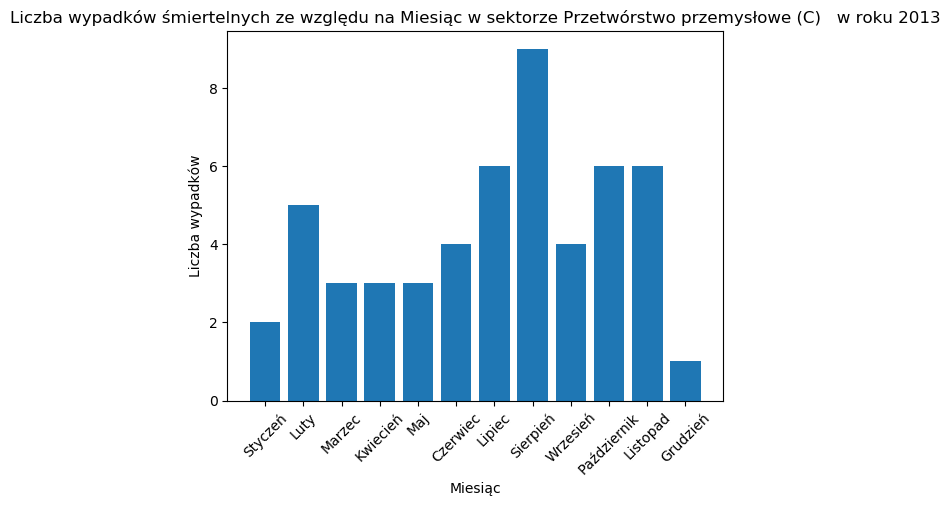 Liczba wypadków śmiertelnych ze względu na Miesiąc w sektorze Przetwórstwo przemysłowe (C)   w roku 2013
Liczba wypadków
8
6
4
2
0
Styczeń
Luty
Marzec
Kwiecień
Maj
Czerwiec
Lipiec
Sierpień
Wrzesień
Październik
Listopad
Grudzień
Miesiąc